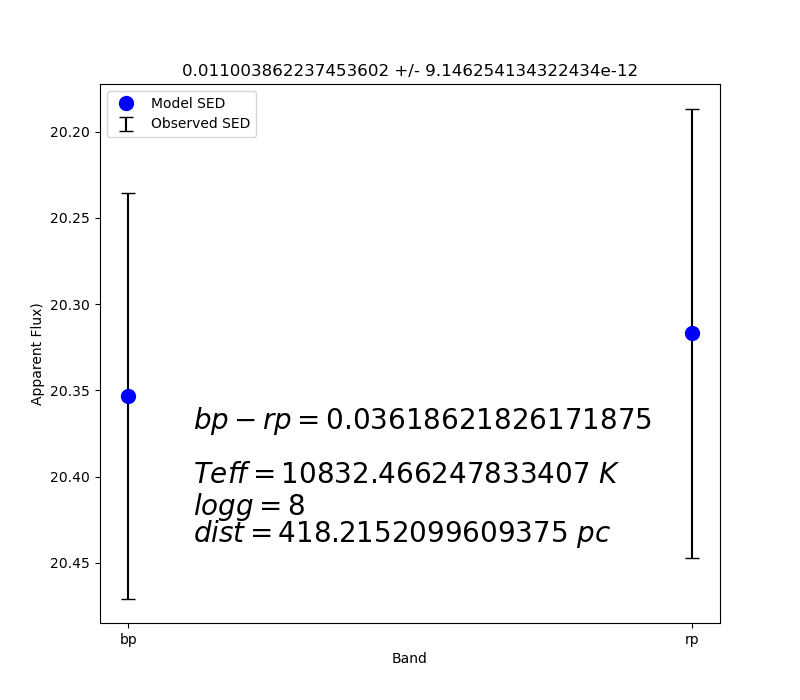 0.011003862237453602 +/- 9.146254134322434e-12
Model SED
Observed SED
20.20
20.25
20.30
20.35
20.40
20.45
Apparent Flux)
bp − rp = 0.03618621826171875
Teff = 10832.466247833407 K
logg = 8
dist = 418.2152099609375 pc
bp
rp
Band